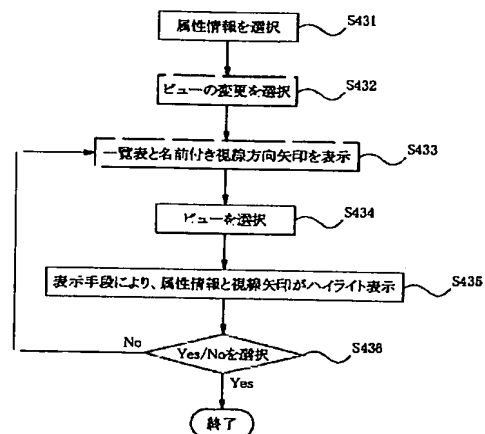 属性情報を選択 S431
ビューの変更を選択 S432
一覧表と名前付き視線方向矢印を表示 S433
ビューを選択 S434
表示手段により、属性情報と視線矢印がハイライト表示 S435
No
Yes/Noを選択 S436
Yes
終了